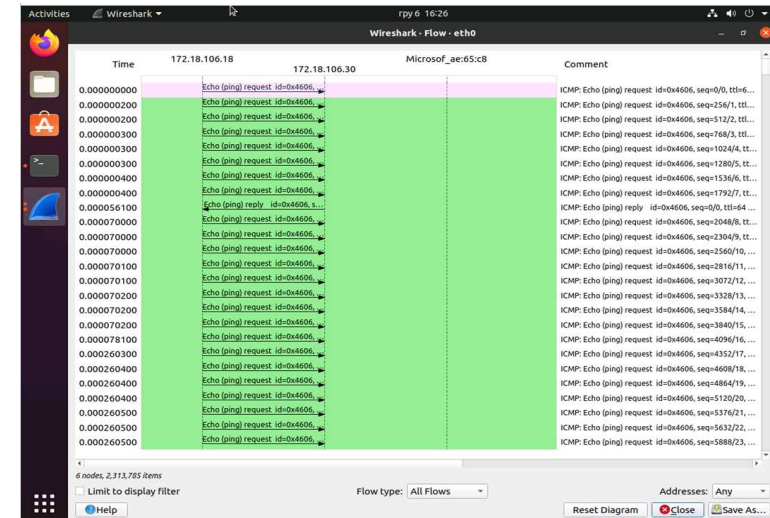 Activities Wireshark гру 6 16:26
Wireshark · Flow · eth0
Time 172.18.106.18 172.18.106.30 Microsof_ae:65:c8 Comment
0.000000000 Echo (ping) request id=0x4606, ... ICMP: Echo (ping) request id=0x4606, seq=0/0, ttl=6...
0.000000200 Echo (ping) request id=0x4606, ... ICMP: Echo (ping) request id=0x4606, seq=256/1, ttl...
0.000000200 Echo (ping) request id=0x4606, ... ICMP: Echo (ping) request id=0x4606, seq=512/2, ttl...
0.000000300 Echo (ping) request id=0x4606, ... ICMP: Echo (ping) request id=0x4606, seq=768/3, ttl...
0.000000300 Echo (ping) request id=0x4606, ... ICMP: Echo (ping) request id=0x4606, seq=1024/4, tt...
0.000000300 Echo (ping) request id=0x4606, ... ICMP: Echo (ping) request id=0x4606, seq=1280/5, tt...
0.000000400 Echo (ping) request id=0x4606, ... ICMP: Echo (ping) request id=0x4606, seq=1536/6, tt...
0.000000400 Echo (ping) request id=0x4606, ... ICMP: Echo (ping) request id=0x4606, seq=1792/7, tt...
0.000056100 Echo (ping) reply id=0x4606, s... ICMP: Echo (ping) reply id=0x4606, seq=0/0, ttl=64 ...
0.000070000 Echo (ping) request id=0x4606, ... ICMP: Echo (ping) request id=0x4606, seq=2048/8, tt...
0.000070000 Echo (ping) request id=0x4606, ... ICMP: Echo (ping) request id=0x4606, seq=2304/9, tt...
0.000070000 Echo (ping) request id=0x4606, ... ICMP: Echo (ping) request id=0x4606, seq=2560/10, ...
0.000070100 Echo (ping) request id=0x4606, ... ICMP: Echo (ping) request id=0x4606, seq=2816/11, ...
0.000070100 Echo (ping) request id=0x4606, ... ICMP: Echo (ping) request id=0x4606, seq=3072/12, ...
0.000070200 Echo (ping) request id=0x4606, ... ICMP: Echo (ping) request id=0x4606, seq=3328/13, ...
0.000070200 Echo (ping) request id=0x4606, ... ICMP: Echo (ping) request id=0x4606, seq=3584/14, ...
0.000070200 Echo (ping) request id=0x4606, ... ICMP: Echo (ping) request id=0x4606, seq=3840/15, ...
0.000078100 Echo (ping) request id=0x4606, ... ICMP: Echo (ping) request id=0x4606, seq=4096/16, ...
0.000260300 Echo (ping) request id=0x4606, ... ICMP: Echo (ping) request id=0x4606, seq=4352/17, ...
0.000260400 Echo (ping) request id=0x4606, ... ICMP: Echo (ping) request id=0x4606, seq=4608/18, ...
0.000260400 Echo (ping) request id=0x4606, ... ICMP: Echo (ping) request id=0x4606, seq=4864/19, ...
0.000260400 Echo (ping) request id=0x4606, ... ICMP: Echo (ping) request id=0x4606, seq=5120/20, ...
0.000260500 Echo (ping) request id=0x4606, ... ICMP: Echo (ping) request id=0x4606, seq=5376/21, ...
0.000260500 Echo (ping) request id=0x4606, ... ICMP: Echo (ping) request id=0x4606, seq=5632/22, ...
0.000260500 Echo (ping) request id=0x4606, ... ICMP: Echo (ping) request id=0x4606, seq=5888/23, ...
6 nodes, 2,313,785 items
Limit to display filter Flow type: All Flows Addresses: Any
Help Reset Diagram Close Save As...